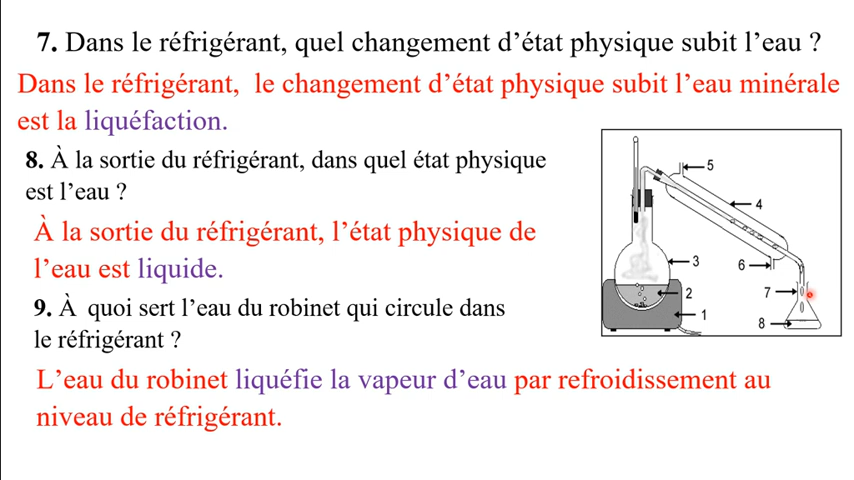 7. Dans le réfrigérant, quel changement d’état physique subit l’eau ?
Dans le réfrigérant,  le changement d’état physique subit l’eau minérale
est la liquéfaction.
8. À la sortie du réfrigérant, dans quel état physique
est l’eau ?
À la sortie du réfrigérant, l’état physique de
l’eau est liquide.
9. À  quoi sert l’eau du robinet qui circule dans
le réfrigérant ?
L’eau du robinet liquéfie la vapeur d’eau par refroidissement au
niveau de réfrigérant.
5
4
3
6
2
7
1
8